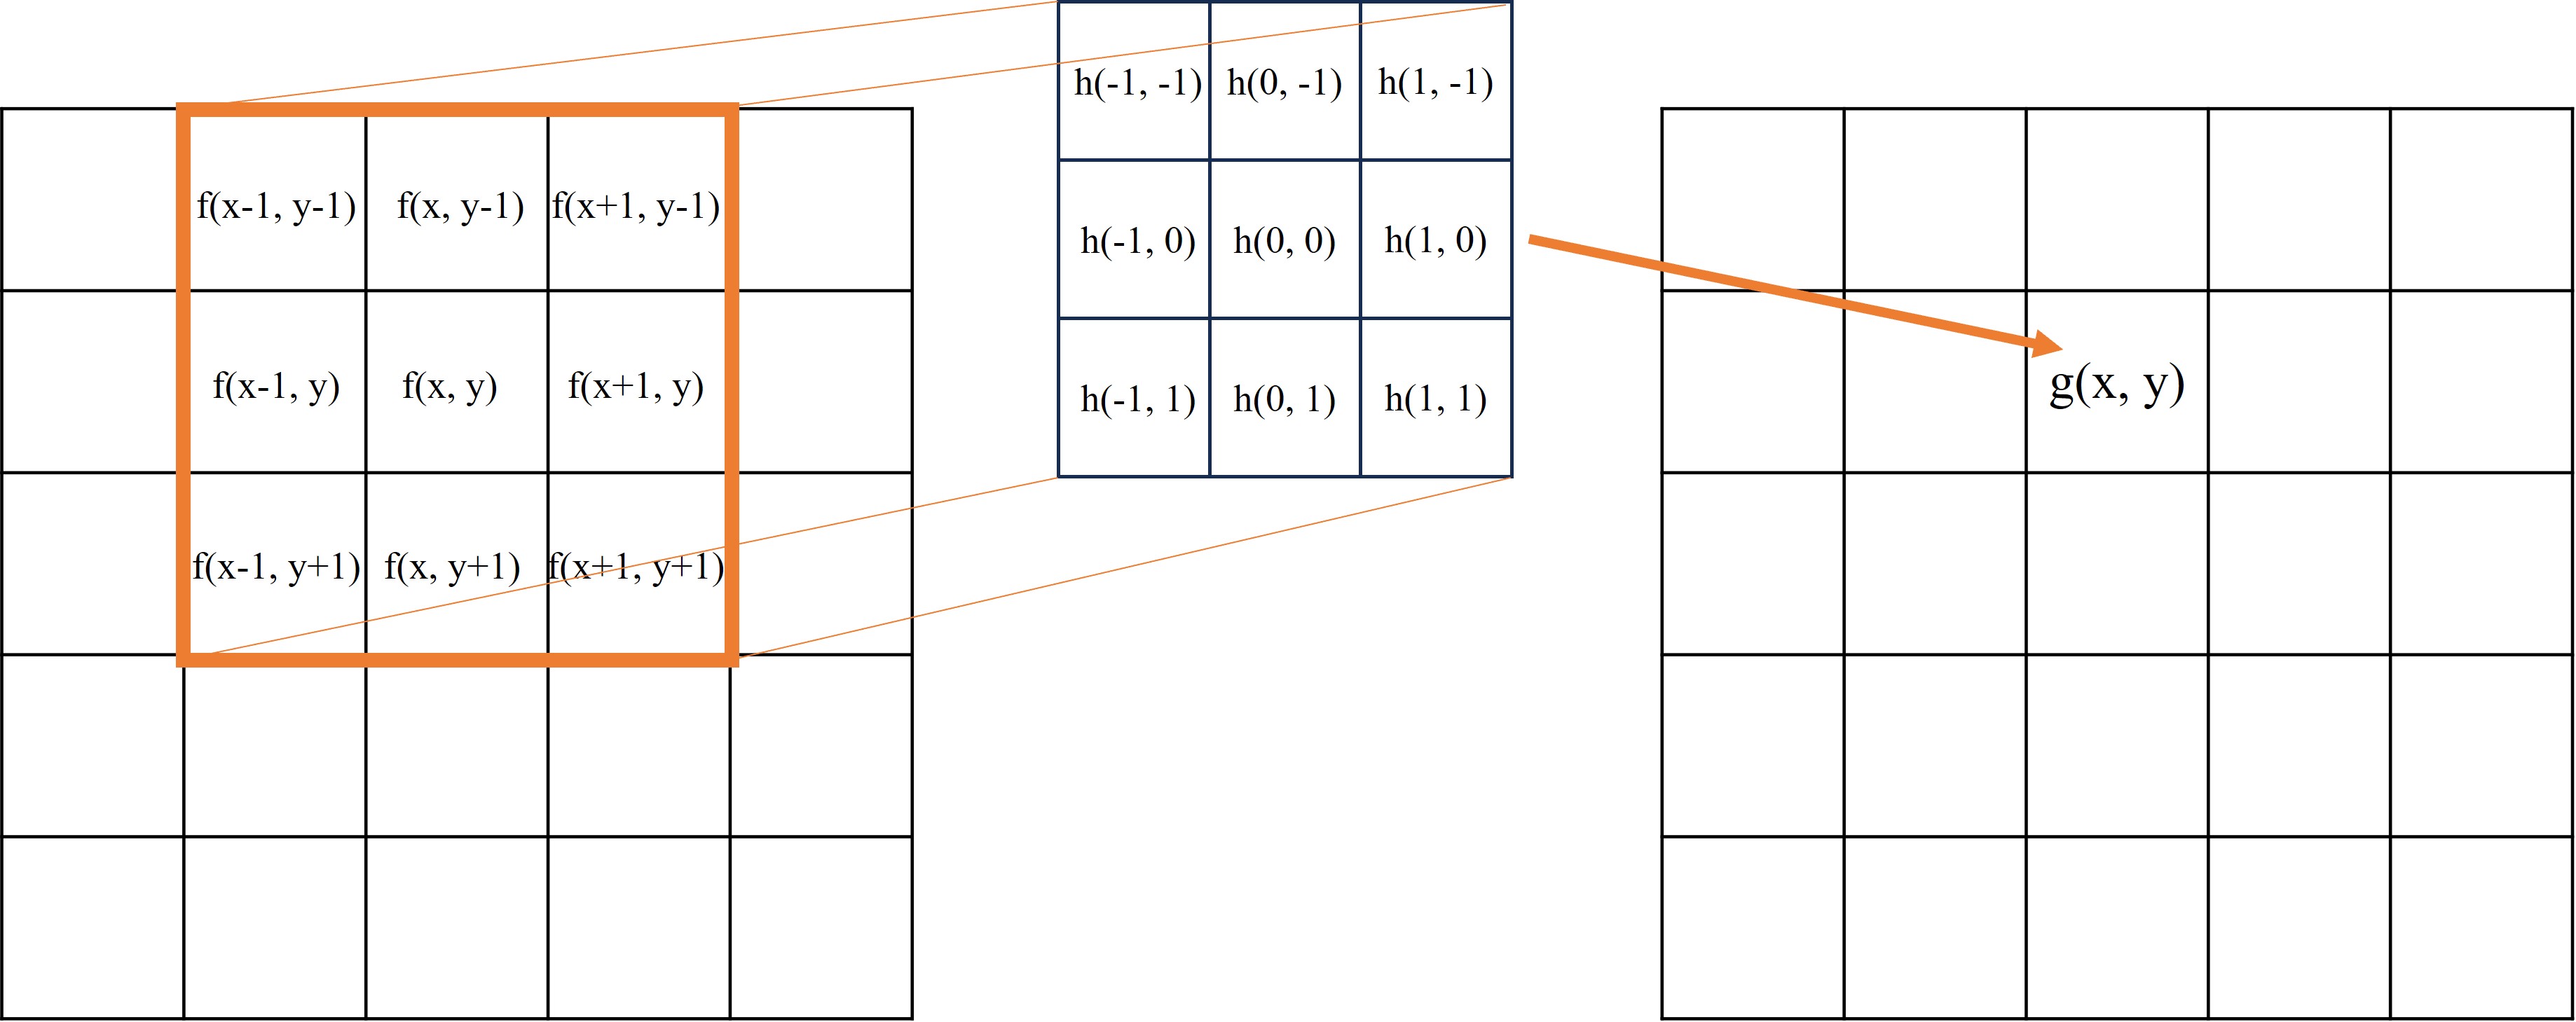 h(-1, -1) h(0, -1) h(1, -1)
f(x-1, y-1) f(x, y-1) f(x+1, y-1)
h(-1, 0) h(0, 0) h(1, 0)
f(x-1, y) f(x, y) f(x+1, y)
h(-1, 1) h(0, 1) h(1, 1)
g(x, y)
f(x-1, y+1) f(x, y+1) f(x+1, y+1)